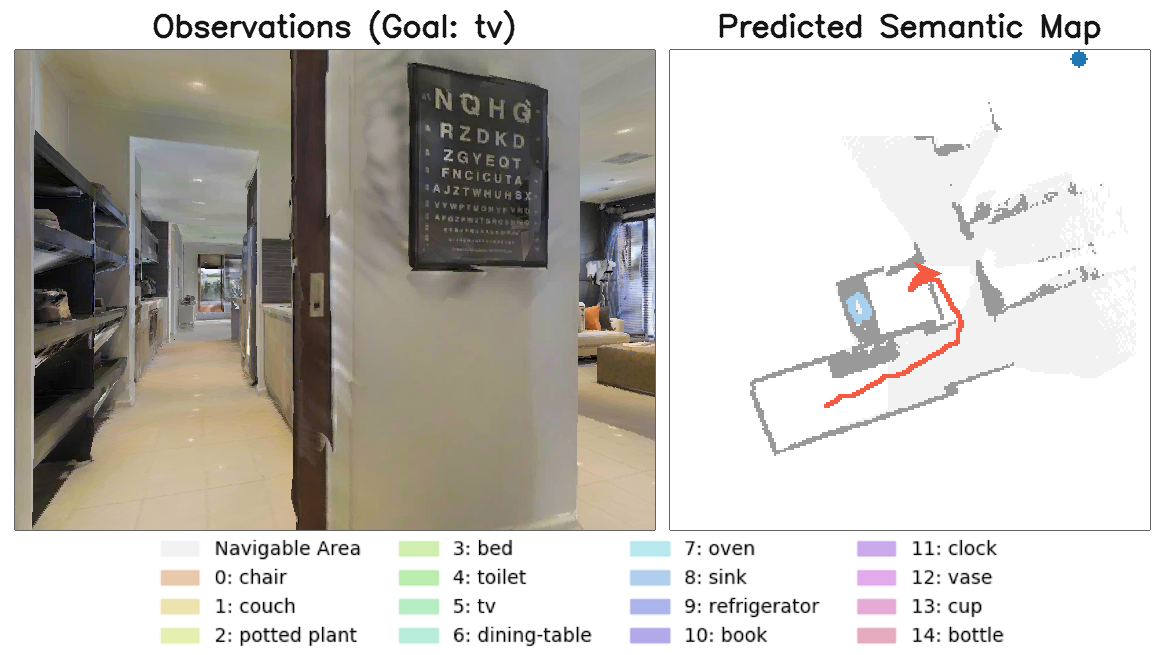 Observations (Goal: tv)
Predicted Semantic Map
NQHG
RZDKD
ZGYEQT
FNCICUTA
AJZTWHUHSX
Navigable Area
0: chair
1: couch
2: potted plant
3: bed
4: toilet
5: tv
6: dining-table
7: oven
8: sink
9: refrigerator
10: book
11: clock
12: vase
13: cup
14: bottle